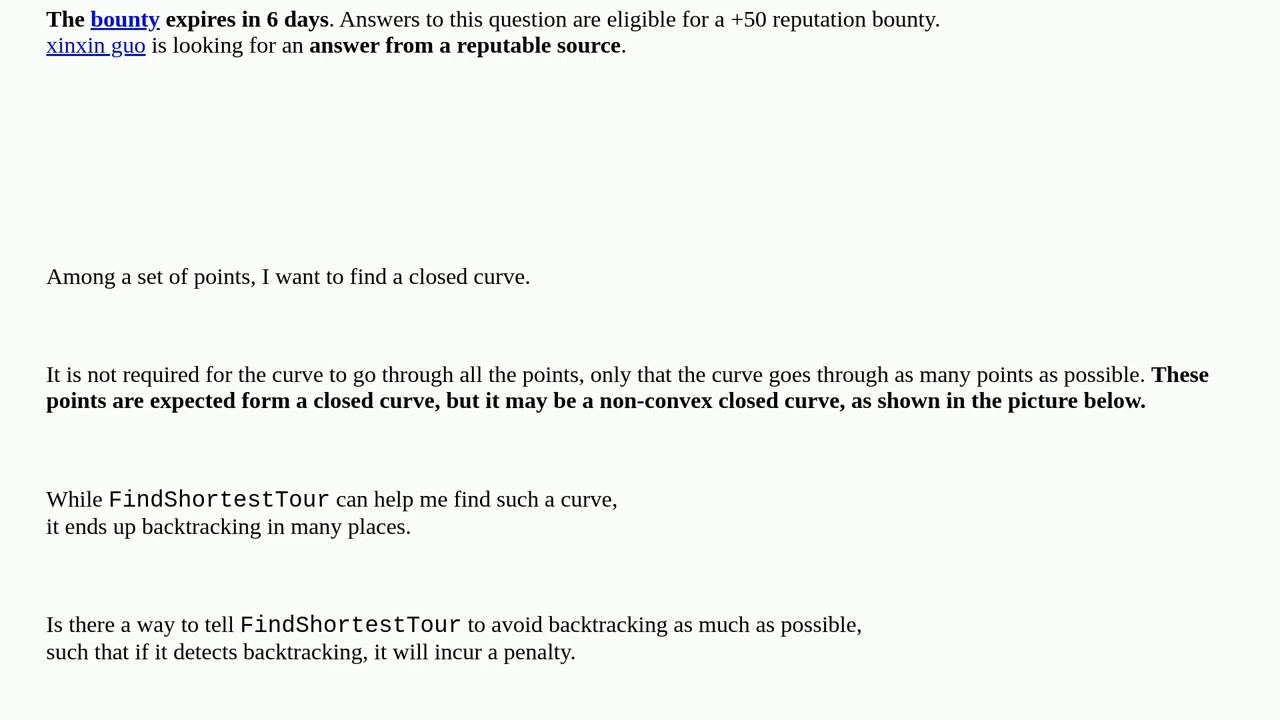 The bounty expires in 6 days. Answers to this question are eligible for a +50 reputation bounty.
xinxin guo is looking for an answer from a reputable source.
Among a set of points, I want to find a closed curve.
It is not required for the curve to go through all the points, only that the curve goes through as many points as possible. These
points are expected form a closed curve, but it may be a non-convex closed curve, as shown in the picture below.
While FindShortestTour can help me find such a curve,
it ends up backtracking in many places.
Is there a way to tell FindShortestTour to avoid backtracking as much as possible,
such that if it detects backtracking, it will incur a penalty.